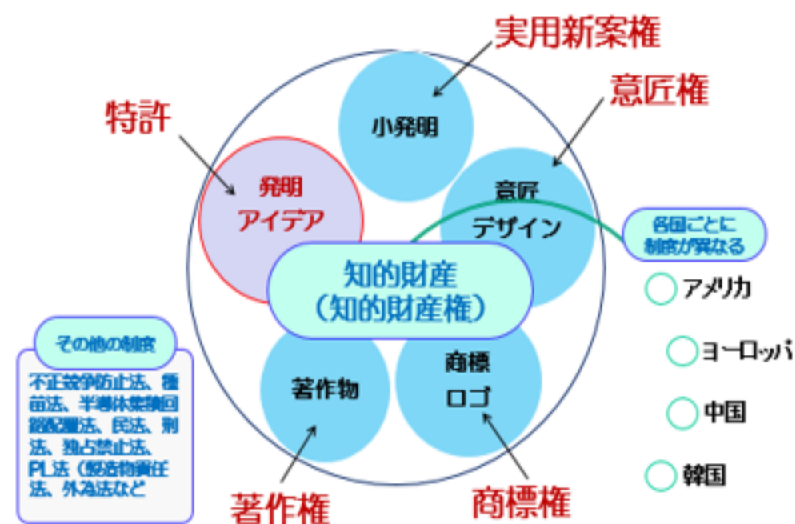 実用新案権
意匠権
特許
小発明
発明
アイデア
意匠
デザイン
各国ごとに
制度が異なる
知的財産
（知的財産権）
アメリカ
ヨーロッパ
中国
韓国
その他の制度
不正競争防止法、種
苗法、半導体集積回
路配置法、民法、刑
法、独占禁止法、
PL法（製造物責任
法、外為法など
著作物
商標
ロゴ
著作権
商標権